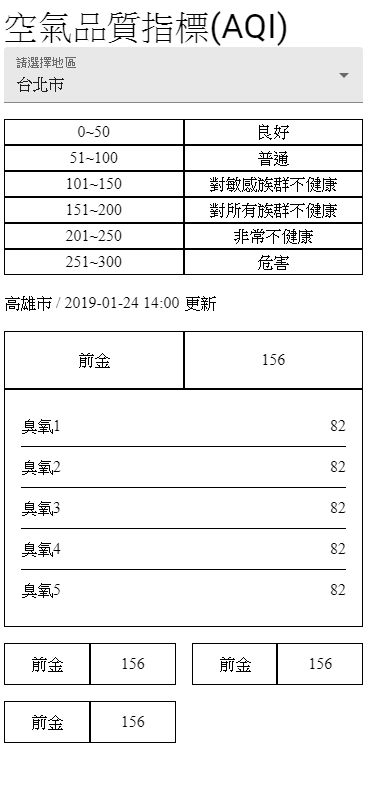 空氣品質指標(AQI)
請選擇地區
台北市
0~50 良好
51~100 普通
101~150 對敏感族群不健康
151~200 對所有族群不健康
201~250 非常不健康
251~300 危害
高雄市 / 2019-01-24 14:00 更新
前金 156
臭氧1 82
臭氧2 82
臭氧3 82
臭氧4 82
臭氧5 82
前金 156 前金 156
前金 156